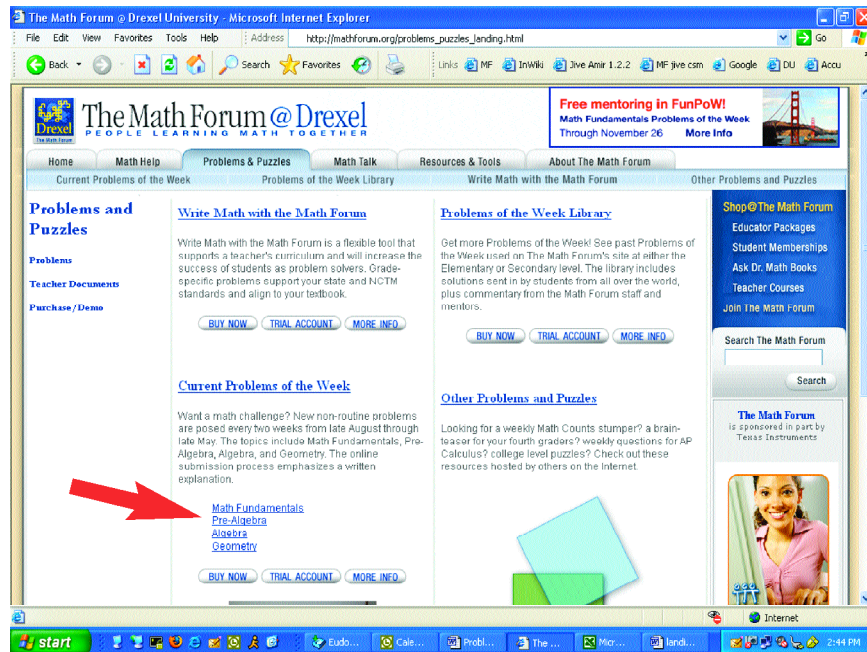 The Math Forum @ Drexel University - Microsoft Internet Explorer
File Edit View Favorites Tools Help Address http://mathforum.org/problems_puzzles_landing.html Go
Back Search Favorites Links MF InWiki Jive Amir 1.2.2 MF jive csm Google DU Accu
Drexel
The Math Forum
The Math Forum @ Drexel
PEOPLE LEARNING MATH TOGETHER
Free mentoring in FunPoW!
Math Fundamentals Problems of the Week
Through November 26 More Info
Home Math Help Problems & Puzzles Math Talk Resources & Tools About The Math Forum
Current Problems of the Week Problems of the Week Library Write Math with the Math Forum Other Problems and Puzzles
Problems and
Puzzles
Problems
Teacher Documents
Purchase/Demo
Write Math with the Math Forum
Write Math with the Math Forum is a flexible tool that
supports a teacher's curriculum and will increase the
success of students as problem solvers. Grade-
specific problems support your state and NCTM
standards and align to your textbook.
BUY NOW TRIAL ACCOUNT MORE INFO
Problems of the Week Library
Get more Problems of the Week! See past Problems of
the Week used on The Math Forum's site at either the
Elementary or Secondary level. The library includes
solutions sent in by students from all over the world,
plus commentary from the Math Forum staff and
mentors.
BUY NOW TRIAL ACCOUNT MORE INFO
Current Problems of the Week
Want a math challenge? New non-routine problems
are posed every two weeks from late August through
late May. The topics include Math Fundamentals, Pre-
Algebra, Algebra, and Geometry. The online
submission process emphasizes a written
explanation.
Math Fundamentals
Pre-Algebra
Algebra
Geometry
BUY NOW TRIAL ACCOUNT MORE INFO
Other Problems and Puzzles
Looking for a weekly Math Counts stumper? a brain-
teaser for your fourth graders? weekly questions for AP
Calculus? college level puzzles? Check out these
resources hosted by others on the Internet.
Shop@The Math Forum
Educator Packages
Student Memberships
Ask Dr. Math Books
Teacher Courses
Join The Math Forum
Search The Math Forum
Search
The Math Forum
is sponsored in part by
Texas Instruments
Internet
start Eudo... Cale... Probl... The ... Micr... landi... 2:44 PM